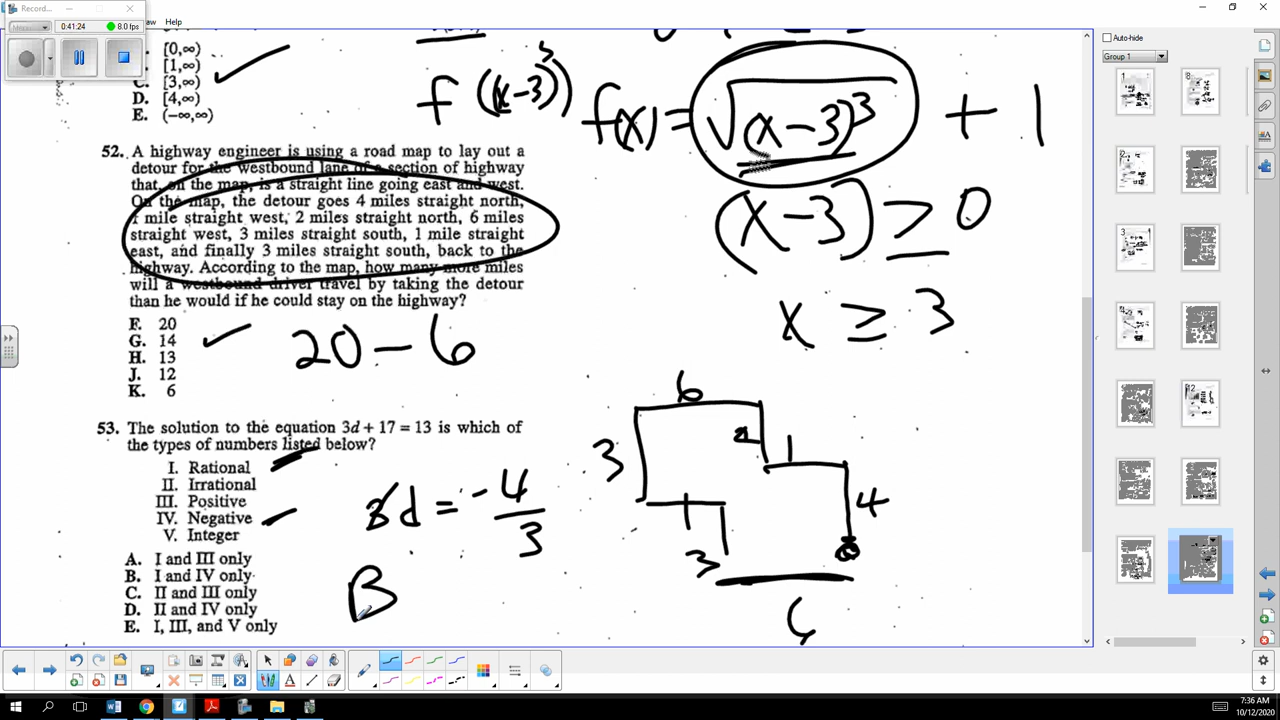 Record...
0:41:24
8.0 fps
aw Help
[0,∞)
[1,∞)
C. [3,∞)
D. [4,∞)
E. (-∞,∞)
f((x-3)³) f(x) = √(x-3)³ + 1
(x-3) ≥ 0
x ≥ 3
52. A highway engineer is using a road map to lay out a
detour for the westbound lane of a section of highway
that, on the map, is a straight line going east and west.
On the map, the detour goes 4 miles straight north,
mile straight west, 2 miles straight north, 6 miles
straight west, 3 miles straight south, 1 mile straight
east, and finally 3 miles straight south, back to the
highway. According to the map, how many more miles
will a westbound driver travel by taking the detour
than he would if he could stay on the highway?
F. 20
G. 14
H. 13
J. 12
K. 6
20 - 6
6
2
1
3
4
1
3
53. The solution to the equation 3d + 17 = 13 is which of
the types of numbers listed below?
I. Rational
II. Irrational
III. Positive
IV. Negative
V. Integer
A. I and III only
B. I and IV only
C. II and III only
D. II and IV only
E. I, III, and V only
3d = -4
3
B
Auto-hide
Group 1
1
8
2
3
12
7:36 AM
10/12/2020